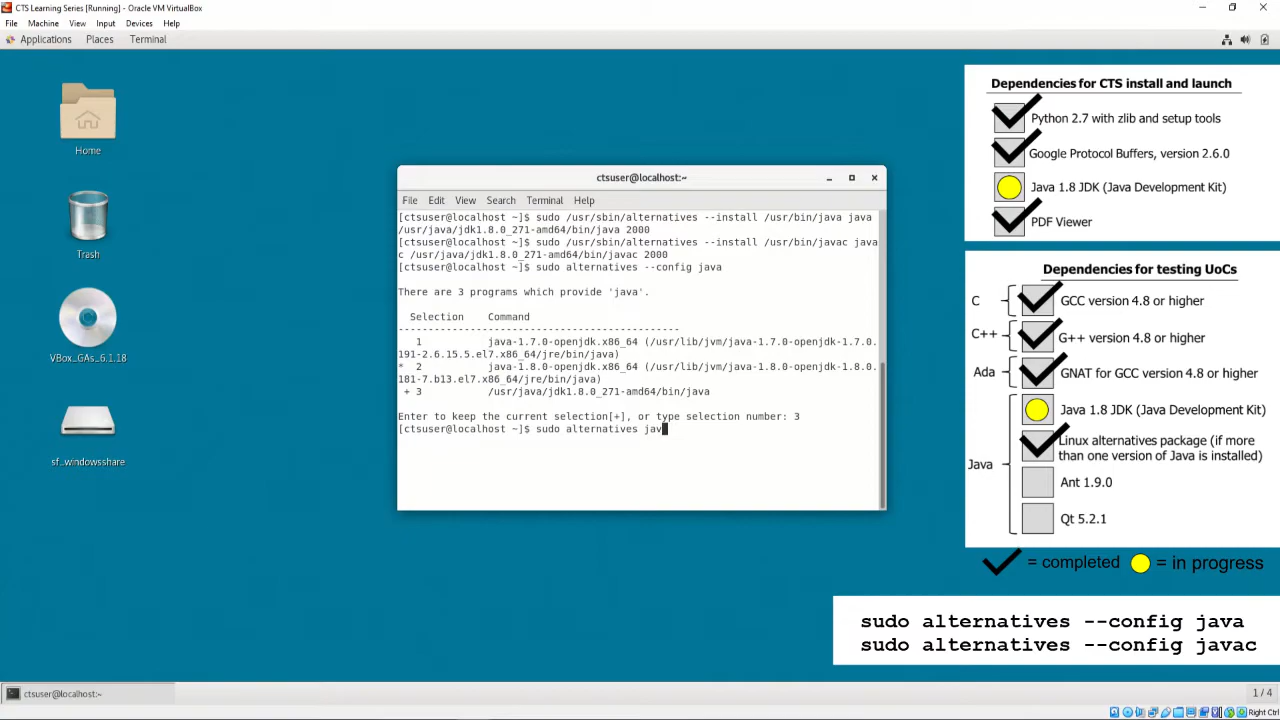 CTS Learning Series [Running] - Oracle VM VirtualBox
File Machine View Input Devices Help
Applications Places Terminal
Home
Trash
VBox_GAs_6.1.18
sf_windowsshare
ctsuser@localhost:~
File Edit View Search Terminal Help
[ctsuser@localhost ~]$ sudo /usr/sbin/alternatives --install /usr/bin/java java
/usr/java/jdk1.8.0_271-amd64/bin/java 2000
[ctsuser@localhost ~]$ sudo /usr/sbin/alternatives --install /usr/bin/javac java
c /usr/java/jdk1.8.0_271-amd64/bin/javac 2000
[ctsuser@localhost ~]$ sudo alternatives --config java
There are 3 programs which provide 'java'.
Selection Command
-----------------------------------------------
1 java-1.7.0-openjdk.x86_64 (/usr/lib/jvm/java-1.7.0-openjdk-1.7.0.
191-2.6.15.5.el7.x86_64/jre/bin/java)
* 2 java-1.8.0-openjdk.x86_64 (/usr/lib/jvm/java-1.8.0-openjdk-1.8.0.
181-7.b13.el7.x86_64/jre/bin/java)
+ 3 /usr/java/jdk1.8.0_271-amd64/bin/java
Enter to keep the current selection[+], or type selection number: 3
[ctsuser@localhost ~]$ sudo alternatives jav
Dependencies for CTS install and launch
Python 2.7 with zlib and setup tools
Google Protocol Buffers, version 2.6.0
Java 1.8 JDK (Java Development Kit)
PDF Viewer
Dependencies for testing UoCs
C GCC version 4.8 or higher
C++ G++ version 4.8 or higher
Ada GNAT for GCC version 4.8 or higher
Java 1.8 JDK (Java Development Kit)
Linux alternatives package (if more
than one version of Java is installed)
Java
Ant 1.9.0
Qt 5.2.1
= completed = in progress
sudo alternatives --config java
sudo alternatives --config javac
ctsuser@localhost:~
1 / 4
Right Ctrl